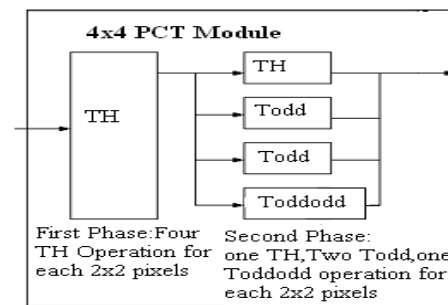 4x4 PCT Module
TH
TH
Todd
Todd
Toddodd
First Phase:Four
TH Operation for
each 2x2 pixels
Second Phase:
one TH,Two Todd,one
Toddodd operation for
each 2x2 pixels